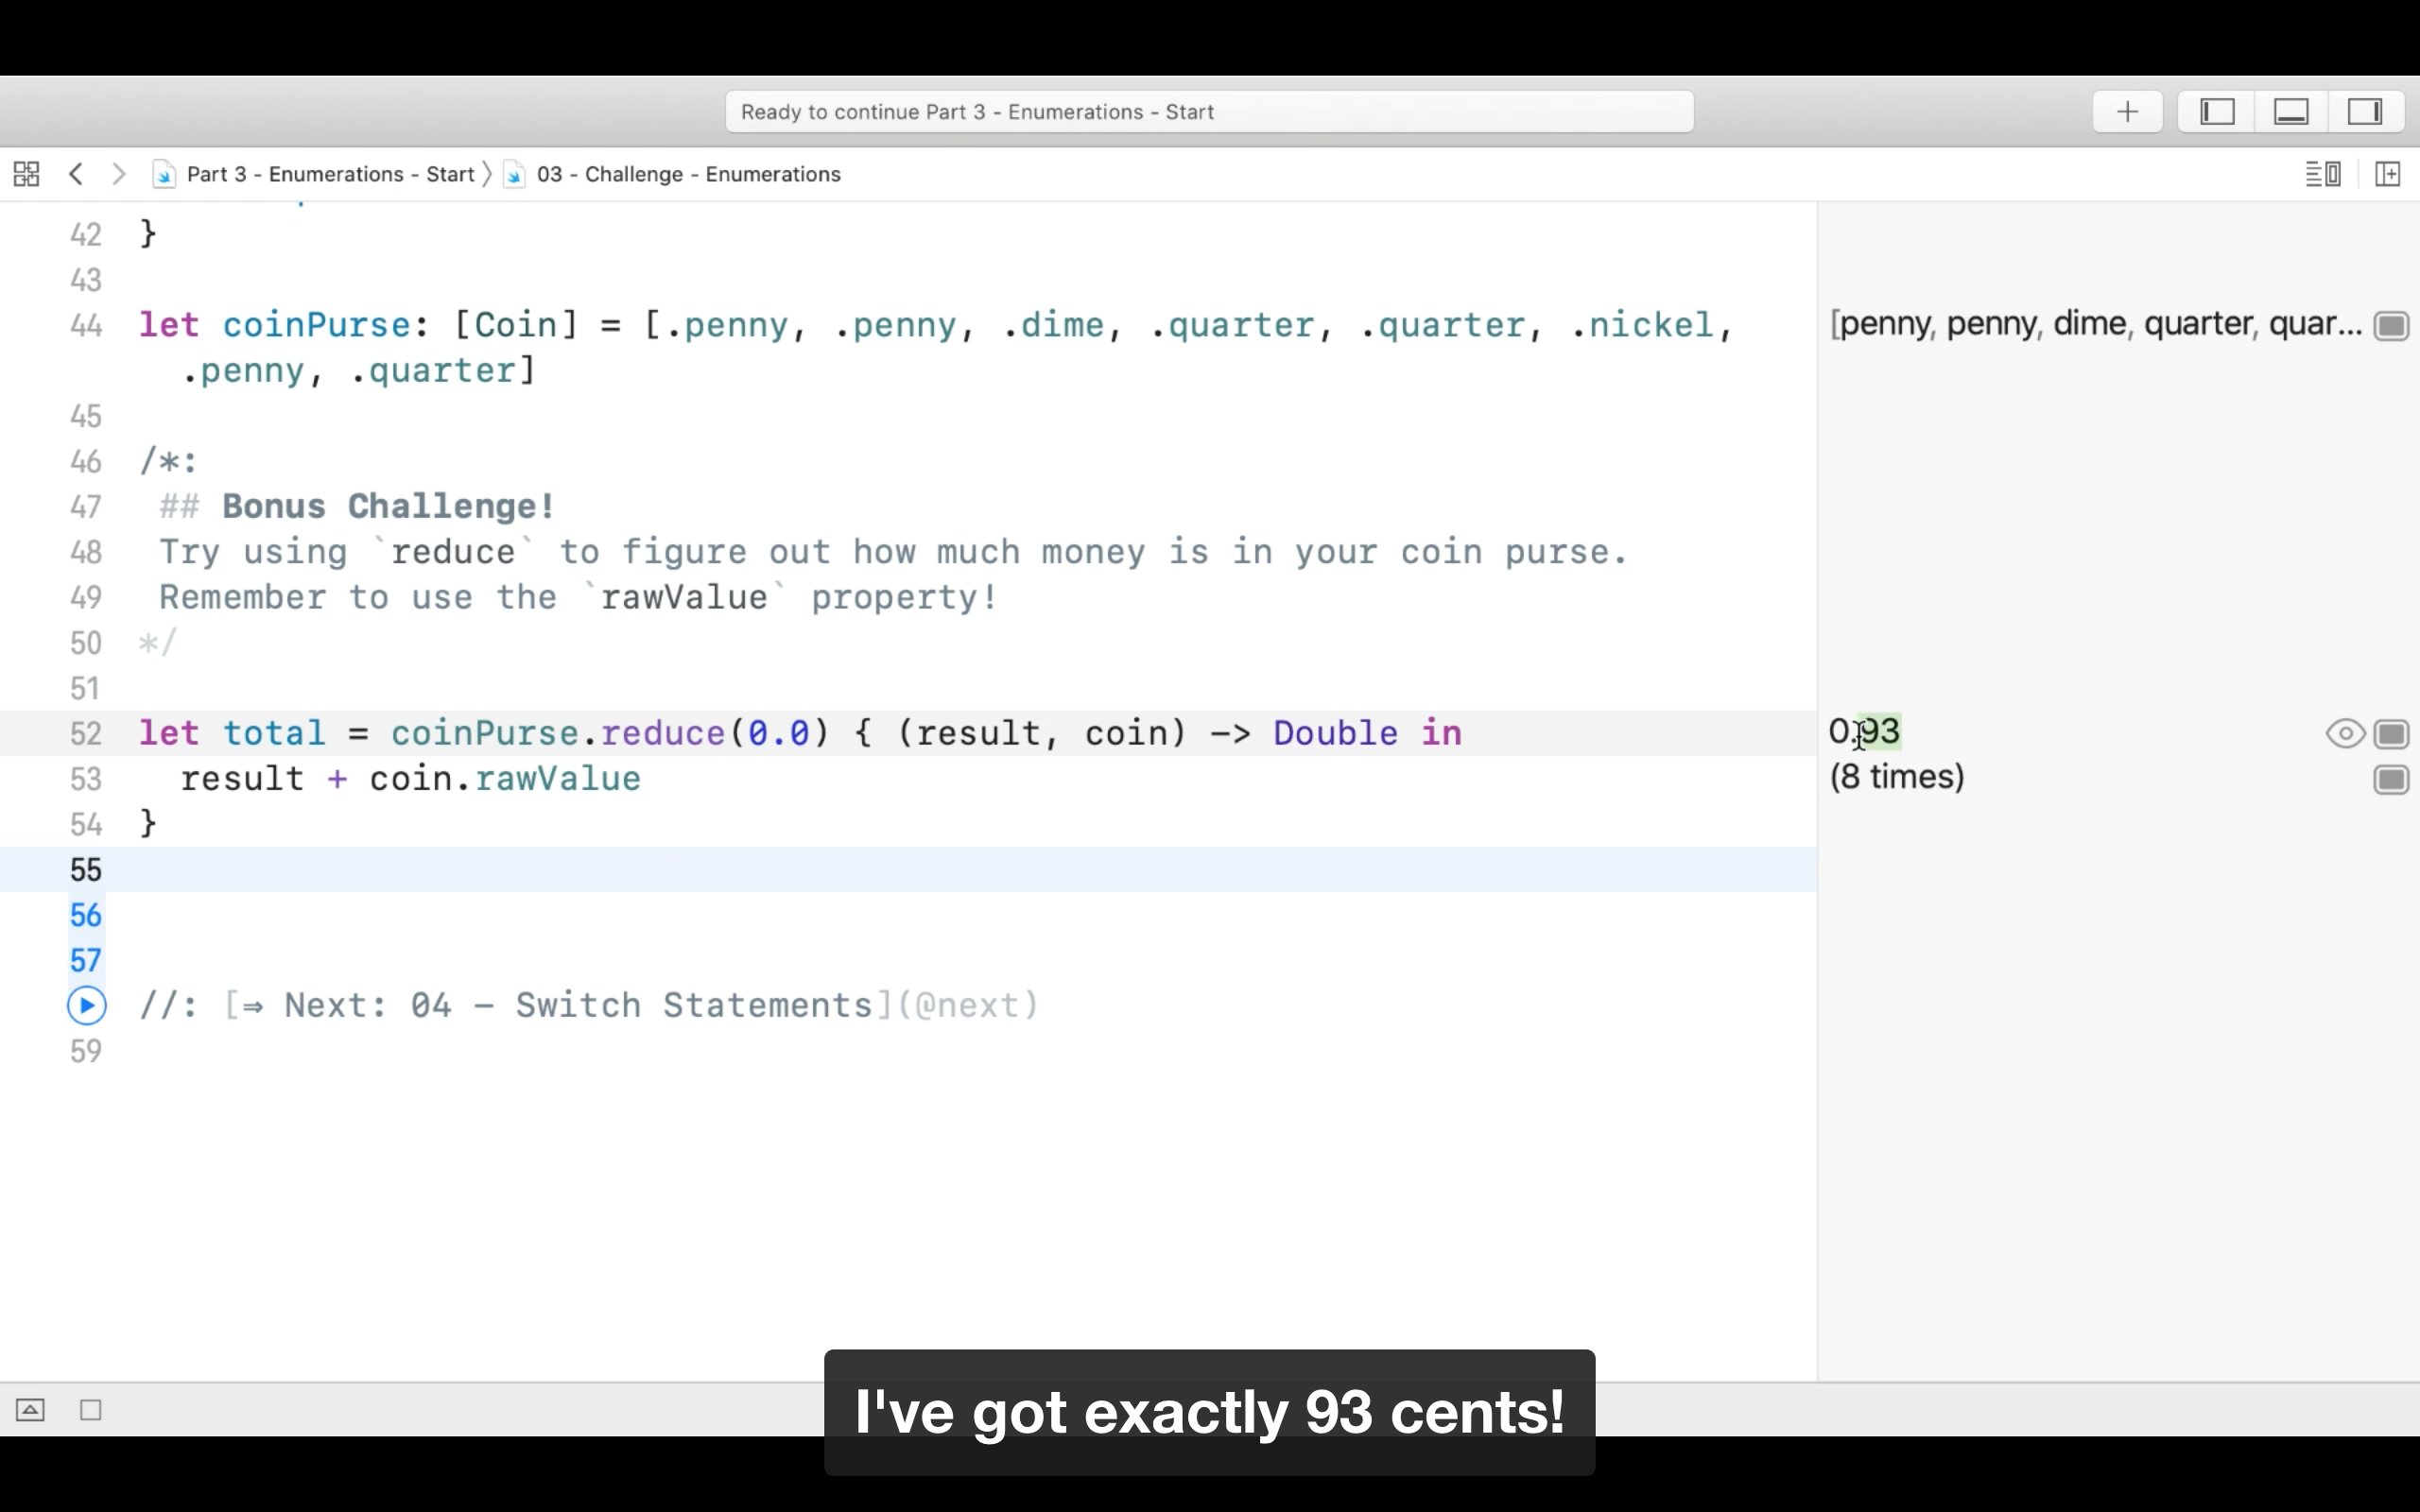 Ready to continue Part 3 - Enumerations - Start
Part 3 - Enumerations - Start
03 - Challenge - Enumerations
42 }
43
44 let coinPurse: [Coin] = [.penny, .penny, .dime, .quarter, .quarter, .nickel,
.penny, .quarter]
[penny, penny, dime, quarter, quar...
45
46 /*:
47 ## Bonus Challenge!
48 Try using `reduce` to figure out how much money is in your coin purse.
49 Remember to use the `rawValue` property!
50 */
51
52 let total = coinPurse.reduce(0.0) { (result, coin) -> Double in
0.93
53 result + coin.rawValue
(8 times)
54 }
55
56
57
//: [⇒ Next: 04 - Switch Statements](@next)
59
I've got exactly 93 cents!